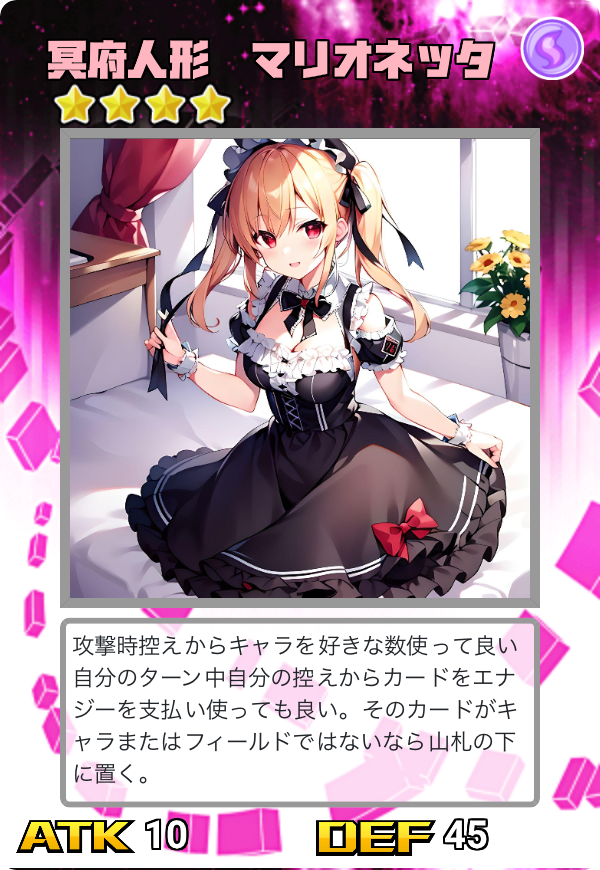 冥府人形　マリオネッタ
攻撃時控えからキャラを好きな数使って良い
自分のターン中自分の控えからカードをエナ
ジーを支払い使っても良い。そのカードがキ
ャラまたはフィールドではないなら山札の下
に置く。
ATK 10 DEF 45